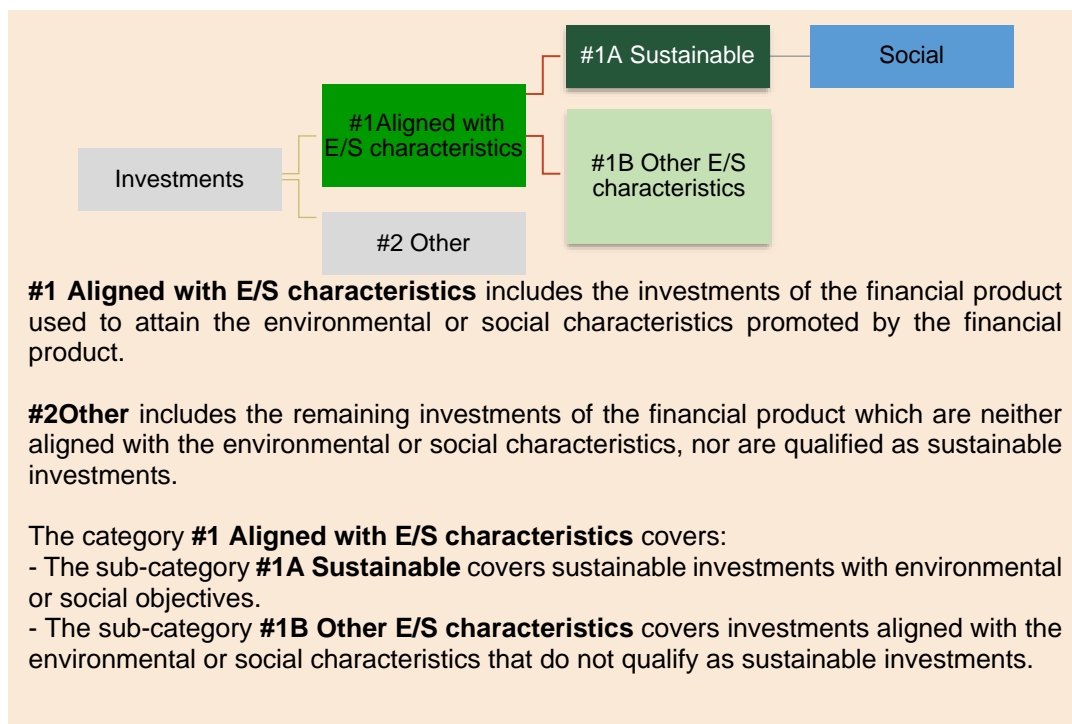 #1A Sustainable
Social
#1Aligned with
E/S characteristics
#1B Other E/S
characteristics
Investments
#2 Other
#1 Aligned with E/S characteristics includes the investments of the financial product
used to attain the environmental or social characteristics promoted by the financial
product.
#2Other includes the remaining investments of the financial product which are neither
aligned with the environmental or social characteristics, nor are qualified as sustainable
investments.
The category #1 Aligned with E/S characteristics covers:
- The sub-category #1A Sustainable covers sustainable investments with environmental
or social objectives.
- The sub-category #1B Other E/S characteristics covers investments aligned with the
environmental or social characteristics that do not qualify as sustainable investments.